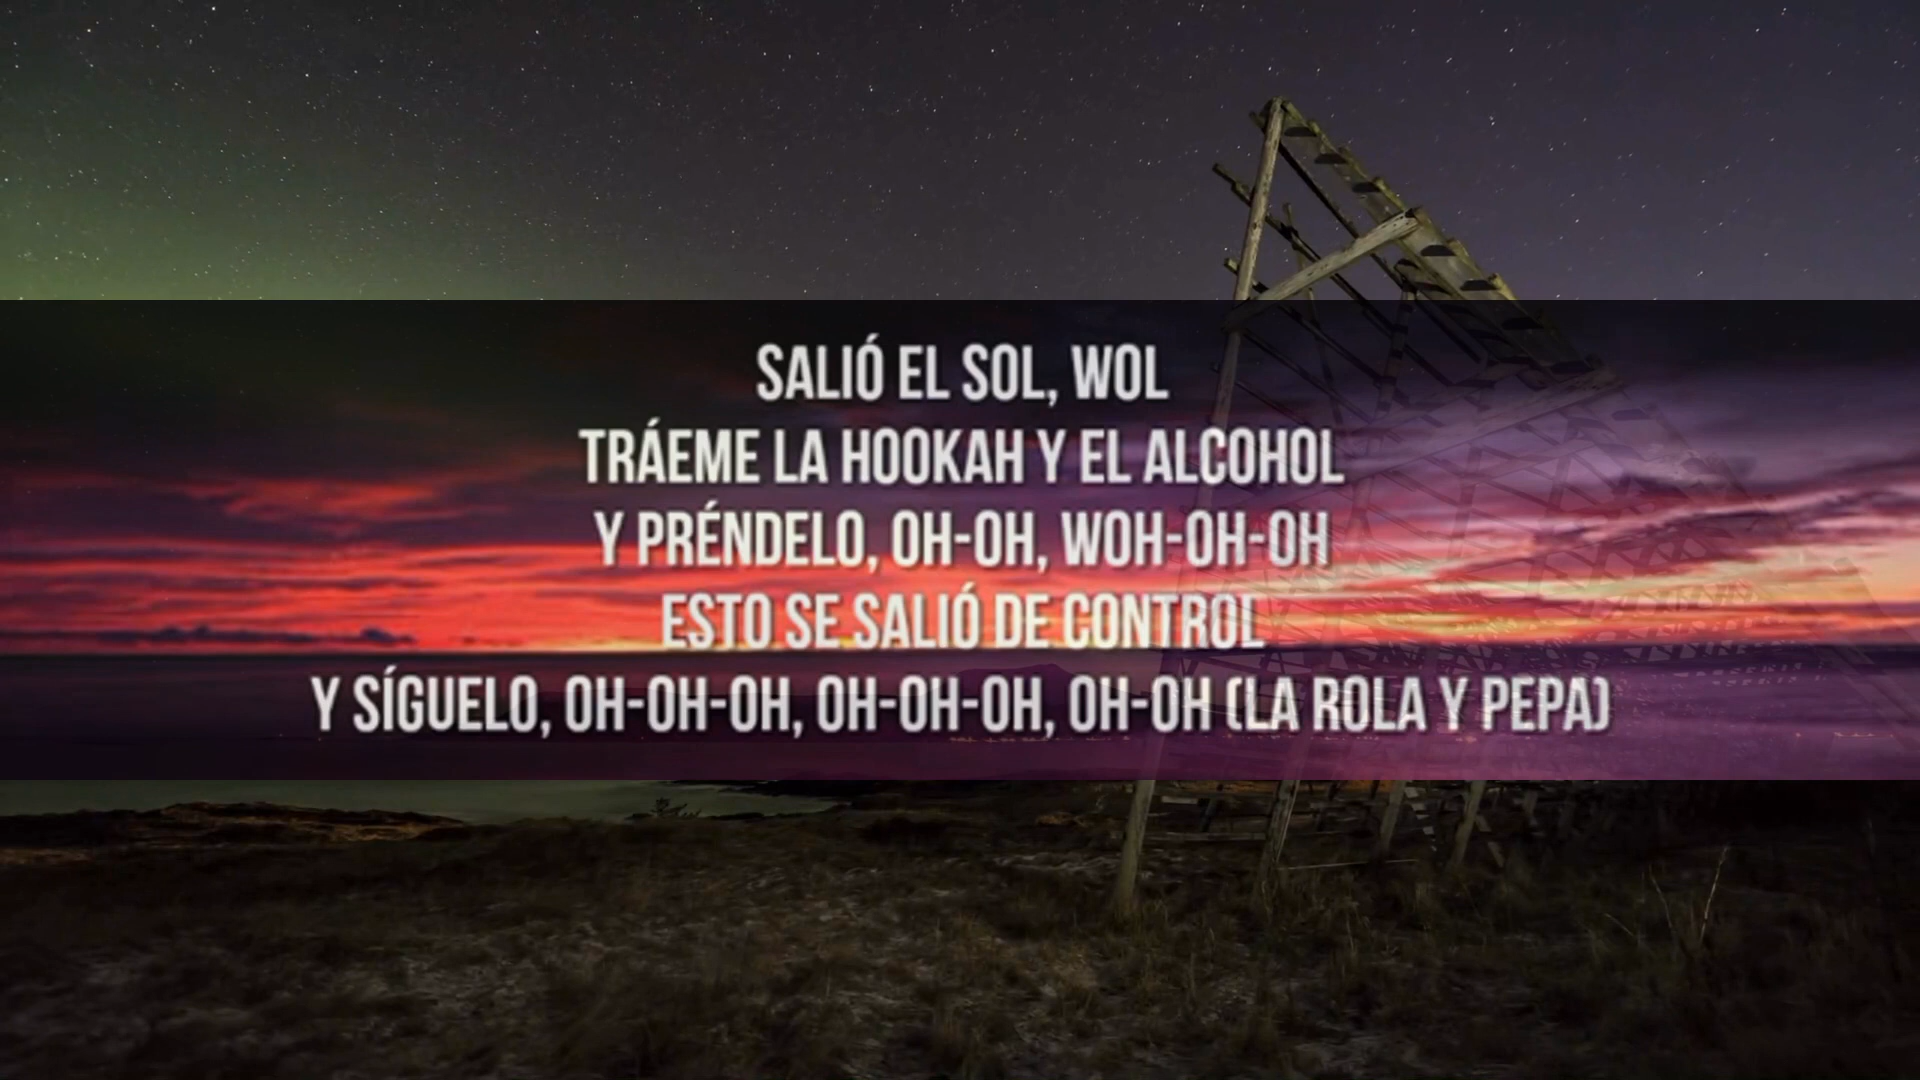 SALIÓ EL SOL, WOL
TRÁEME LA HOOKAH Y EL ALCOHOL
Y PRÉNDELO, OH-OH, WOH-OH-OH
ESTO SE SALIÓ DE CONTROL
Y SÍGUELO, OH-OH-OH, OH-OH-OH, OH-OH (LA ROLA Y PEPA)